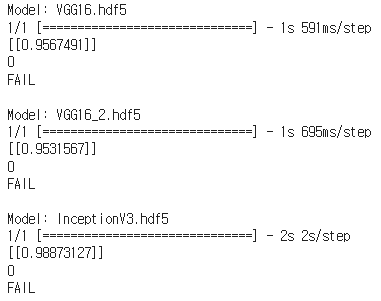 Model: VGG16.hdf5
1/1 [==============================] - 1s 591ms/step
[[0.9567491]]
0
FAIL
Model: VGG16_2.hdf5
1/1 [==============================] - 1s 695ms/step
[[0.9531567]]
0
FAIL
Model: InceptionV3.hdf5
1/1 [==============================] - 2s 2s/step
[[0.98873127]]
0
FAIL